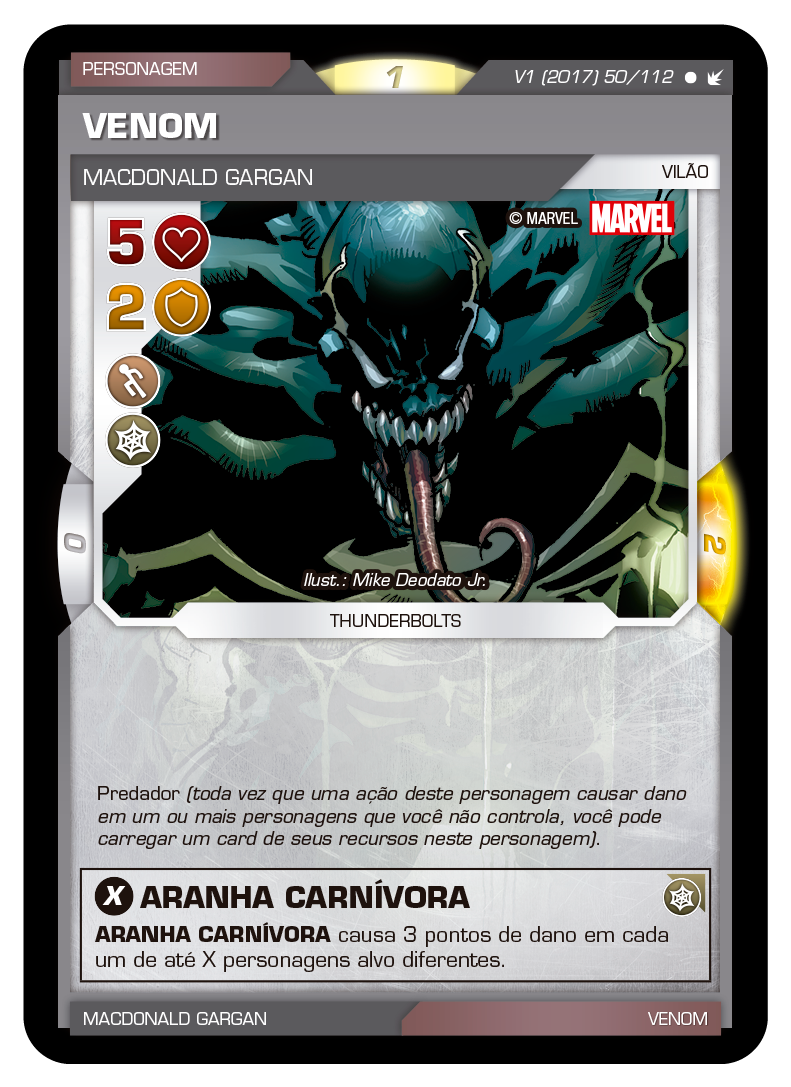 PERSONAGEM
1
V1 (2017) 50/112
VENOM
MACDONALD GARGAN
VILÃO
© MARVEL MARVEL
5
2
0
2
Ilust.: Mike Deodato Jr.
THUNDERBOLTS
Predador (toda vez que uma ação deste personagem causar dano
em um ou mais personagens que você não controla, você pode
carregar um card de seus recursos neste personagem).
X ARANHA CARNÍVORA
ARANHA CARNÍVORA causa 3 pontos de dano em cada
um de até X personagens alvo diferentes.
MACDONALD GARGAN
VENOM